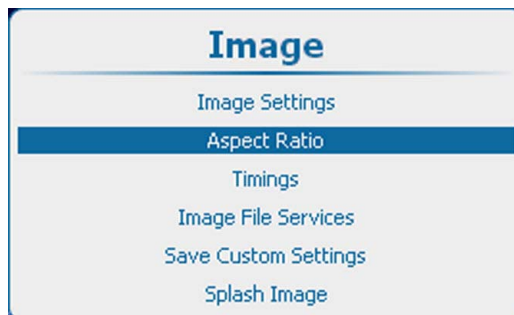 Image
Image Settings
Aspect Ratio
Timings
Image File Services
Save Custom Settings
Splash Image